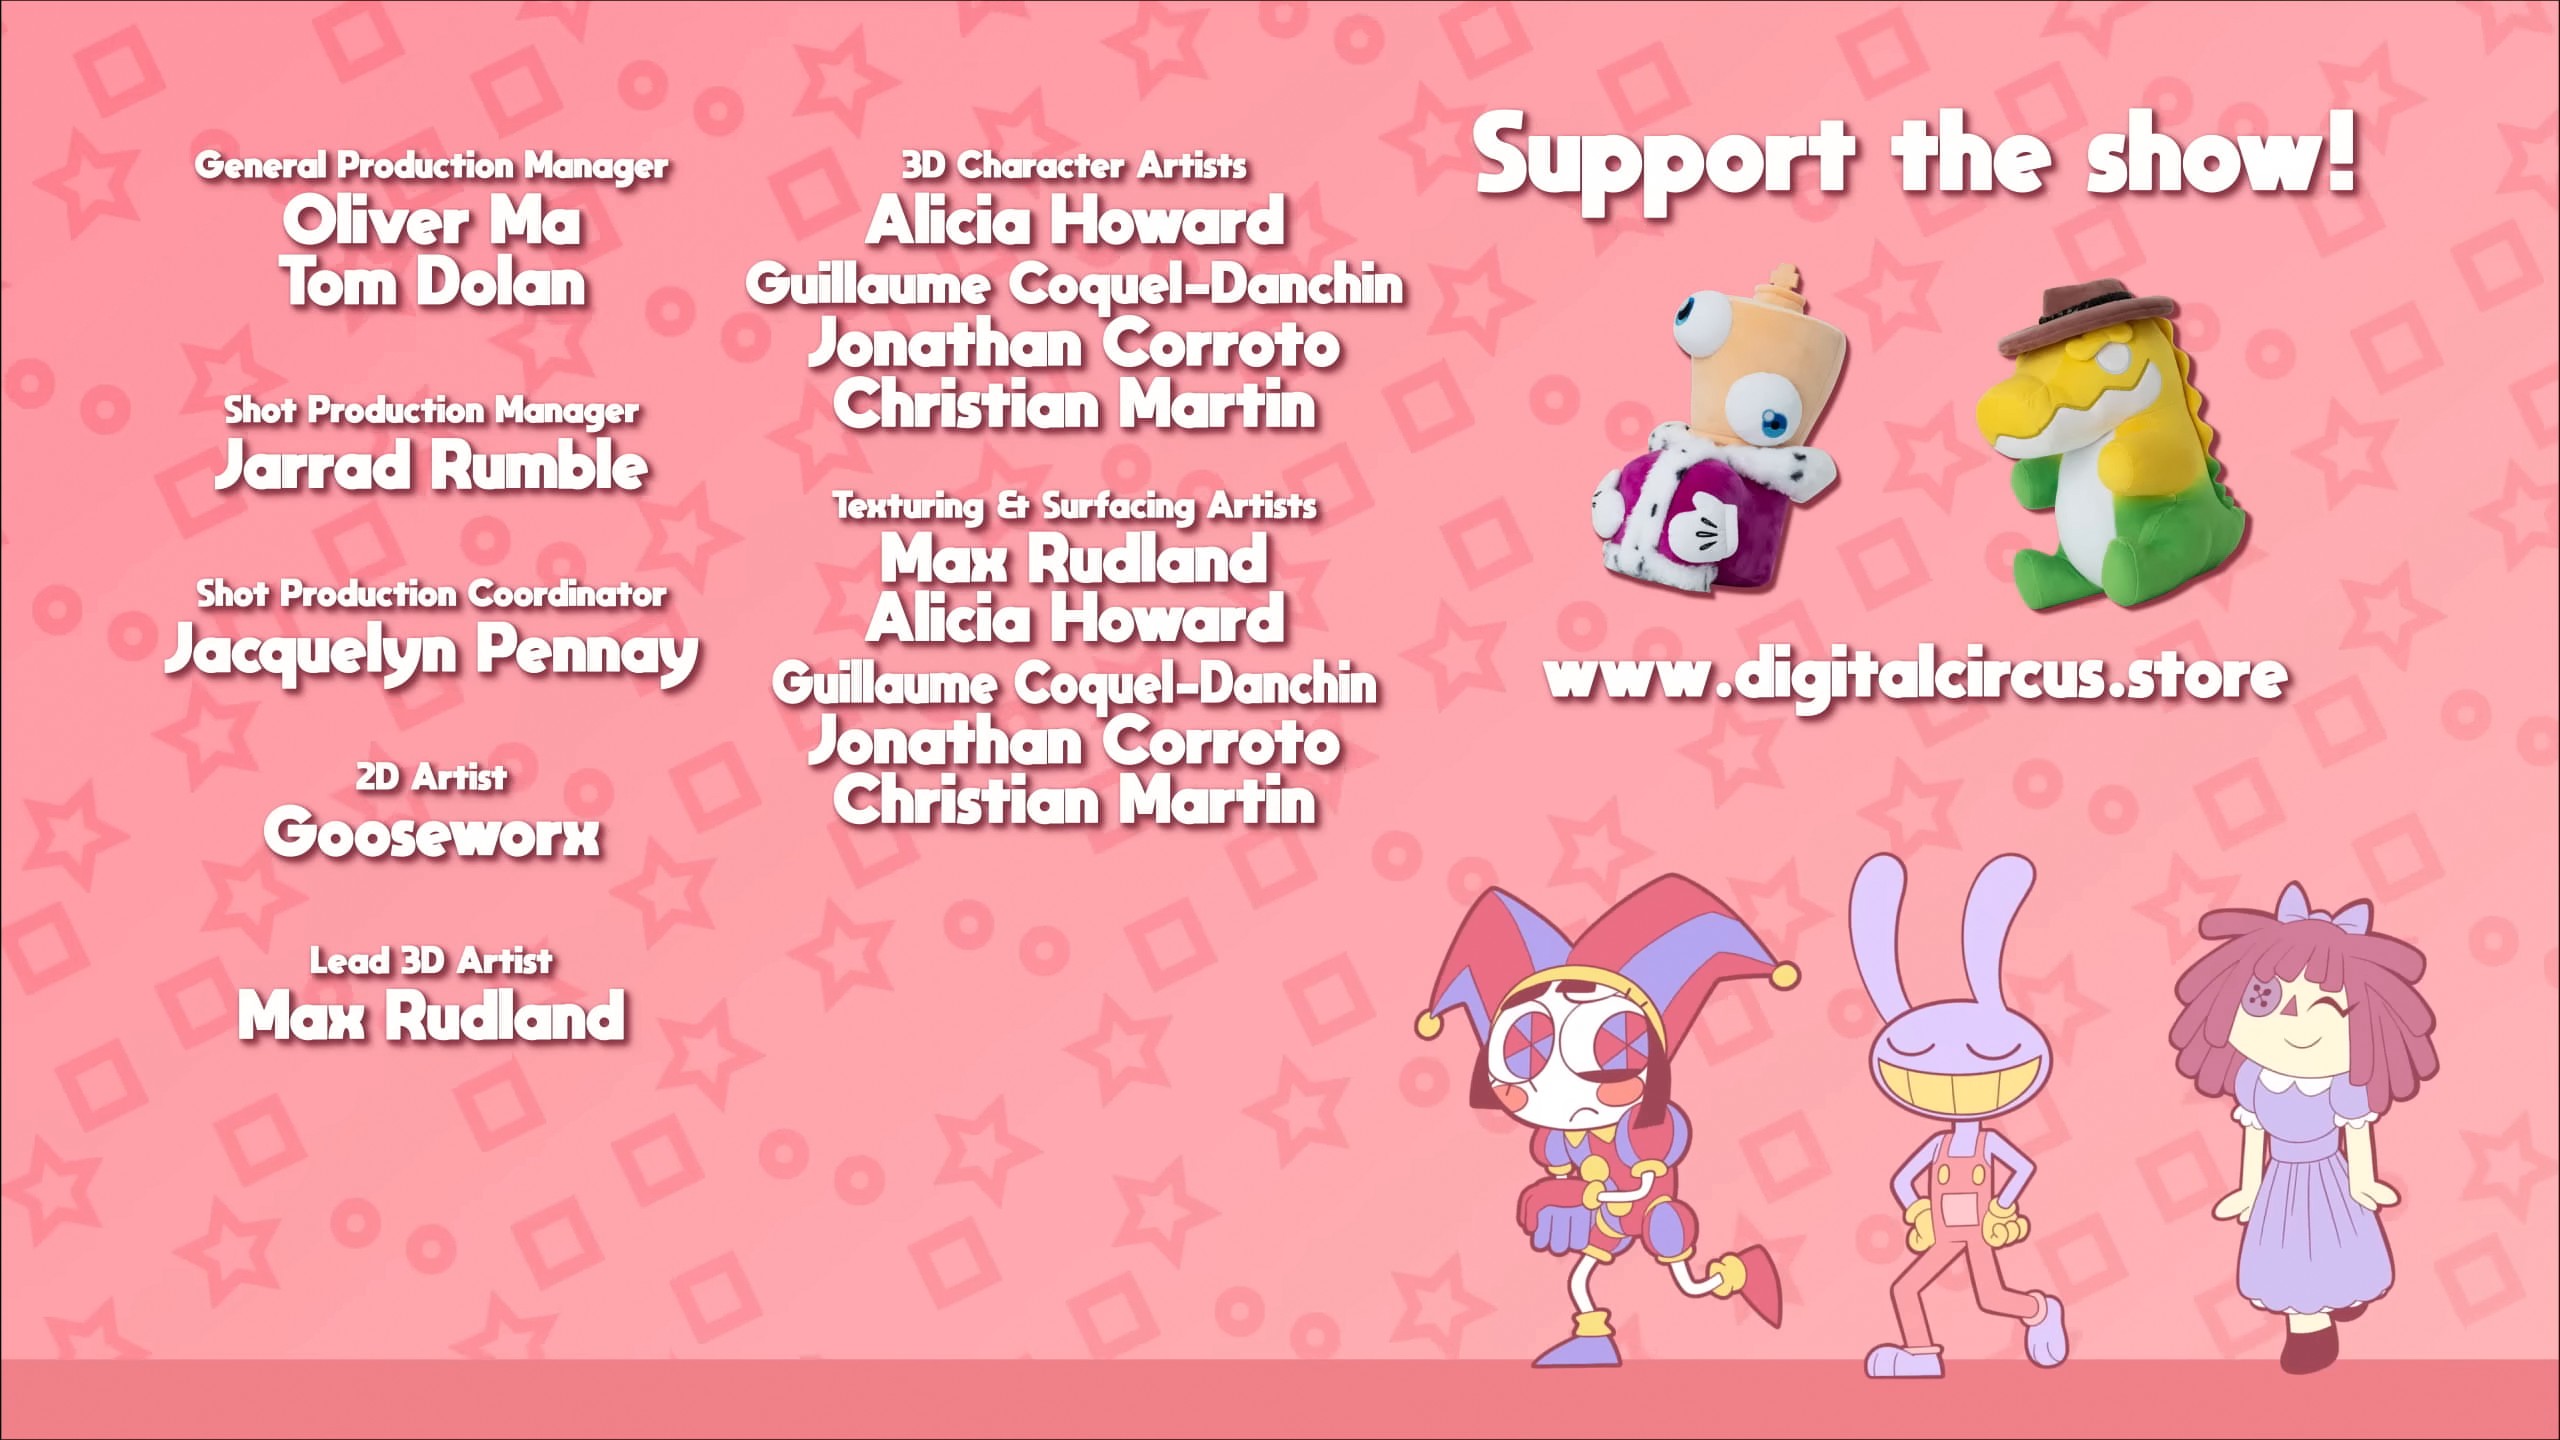 General Production Manager
Oliver Ma
Tom Dolan
Shot Production Manager
Jarrad Rumble
Shot Production Coordinator
Jacquelyn Pennay
2D Artist
Gooseworx
Lead 3D Artist
Max Rudland
3D Character Artists
Alicia Howard
Guillaume Coquel-Danchin
Jonathan Corroto
Christian Martin
Texturing & Surfacing Artists
Max Rudland
Alicia Howard
Guillaume Coquel-Danchin
Jonathan Corroto
Christian Martin
Support the show!
www.digitalcircus.store